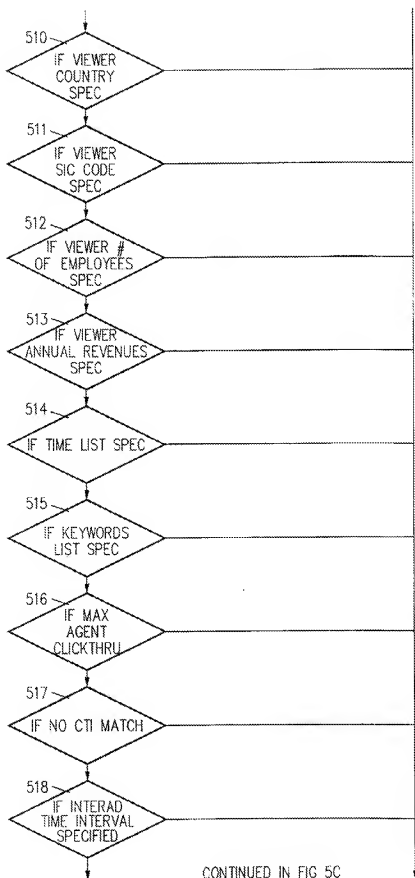 510
IF VIEWER
COUNTRY
SPEC
511
IF VIEWER
SIC CODE
SPEC
512
IF VIEWER #
OF EMPLOYEES
SPEC
513
IF VIEWER
ANNUAL REVENUES
SPEC
514
IF TIME LIST SPEC
515
IF KEYWORDS
LIST SPEC
516
IF MAX
AGENT
CLICKTHRU
517
IF NO CTI MATCH
518
IF INTERAD
TIME INTERVAL
SPECIFIED
CONTINUED IN FIG 5C